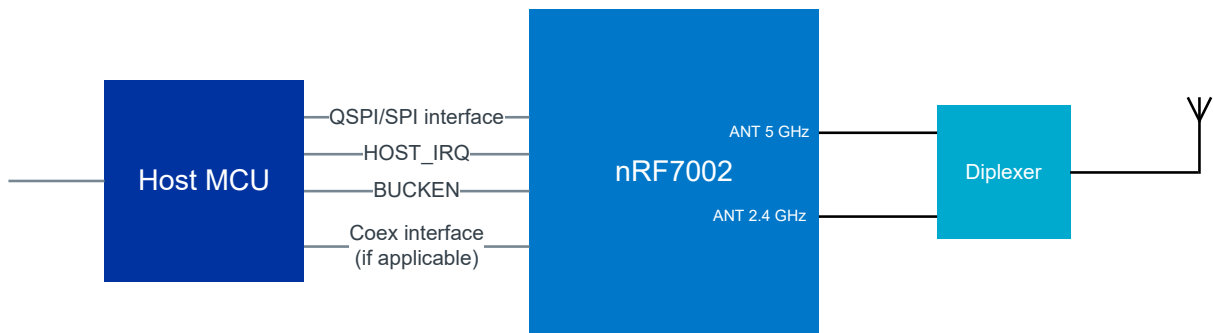 Host MCU
QSPI/SPI interface
HOST_IRQ
BUCKEN
Coex interface
(if applicable)
nRF7002
ANT 5 GHz
ANT 2.4 GHz
Diplexer